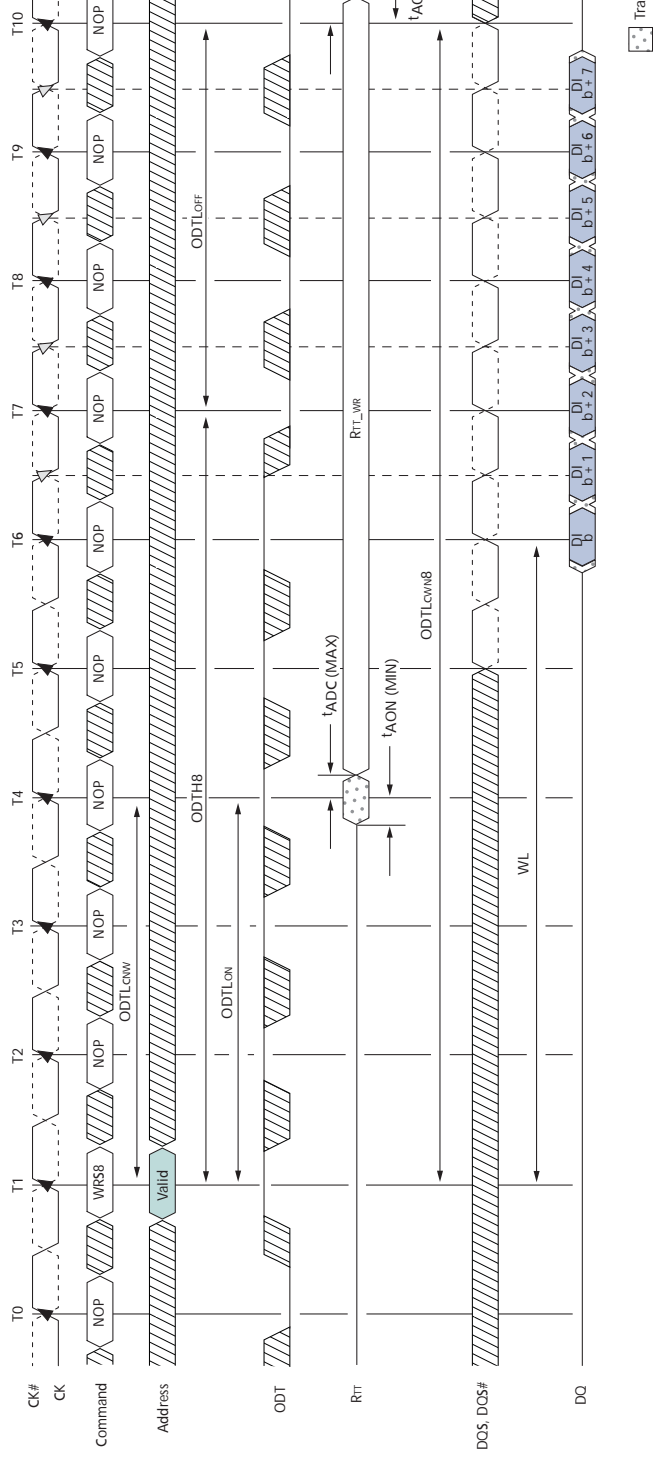 T0 T1 T2 T3 T4 T5 T6 T7 T8 T9 T10
CK#
CK
Command NOP WRS8 NOP NOP NOP NOP NOP NOP NOP NOP NOP
ODTLCNW
Address Valid
ODTH8 ODTLOFF
ODTLON
ODT
tADC (MAX)
RTT RTT_WR
tAON (MIN)
ODTLCWN8
DQS, DQS#
WL
DQ DI b DI b + 1 DI b + 2 DI b + 3 DI b + 4 DI b + 5 DI b + 6 DI b + 7
Tra